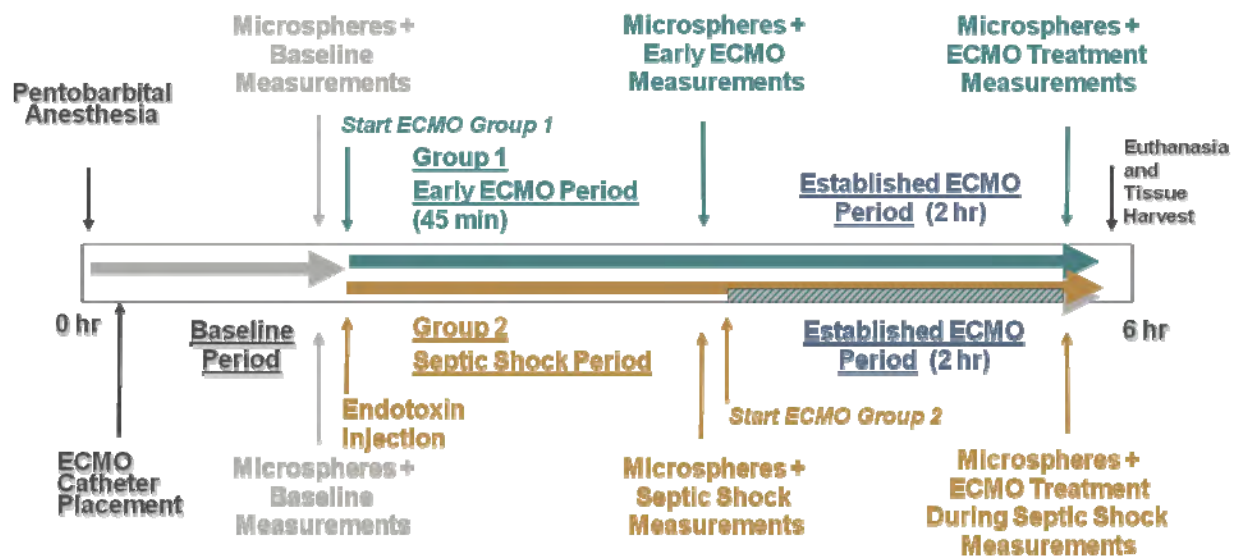 Microspheres +
Baseline
Measurements
Microspheres +
Early ECMO
Measurements
Microspheres +
ECMO Treatment
Measurements
Pentobarbital
Anesthesia
Start ECMO Group 1
Group 1
Early ECMO Period
(45 min)
Established ECMO
Period (2 hr)
Euthanasia
and
Tissue
Harvest
0 hr
Baseline
Period
Group 2
Septic Shock Period
Established ECMO
Period (2 hr)
6 hr
Endotoxin
Injection
Start ECMO Group 2
ECMO
Catheter
Placement
Microspheres +
Baseline
Measurements
Microspheres +
Septic Shock
Measurements
Microspheres +
ECMO Treatment
During Septic Shock
Measurements